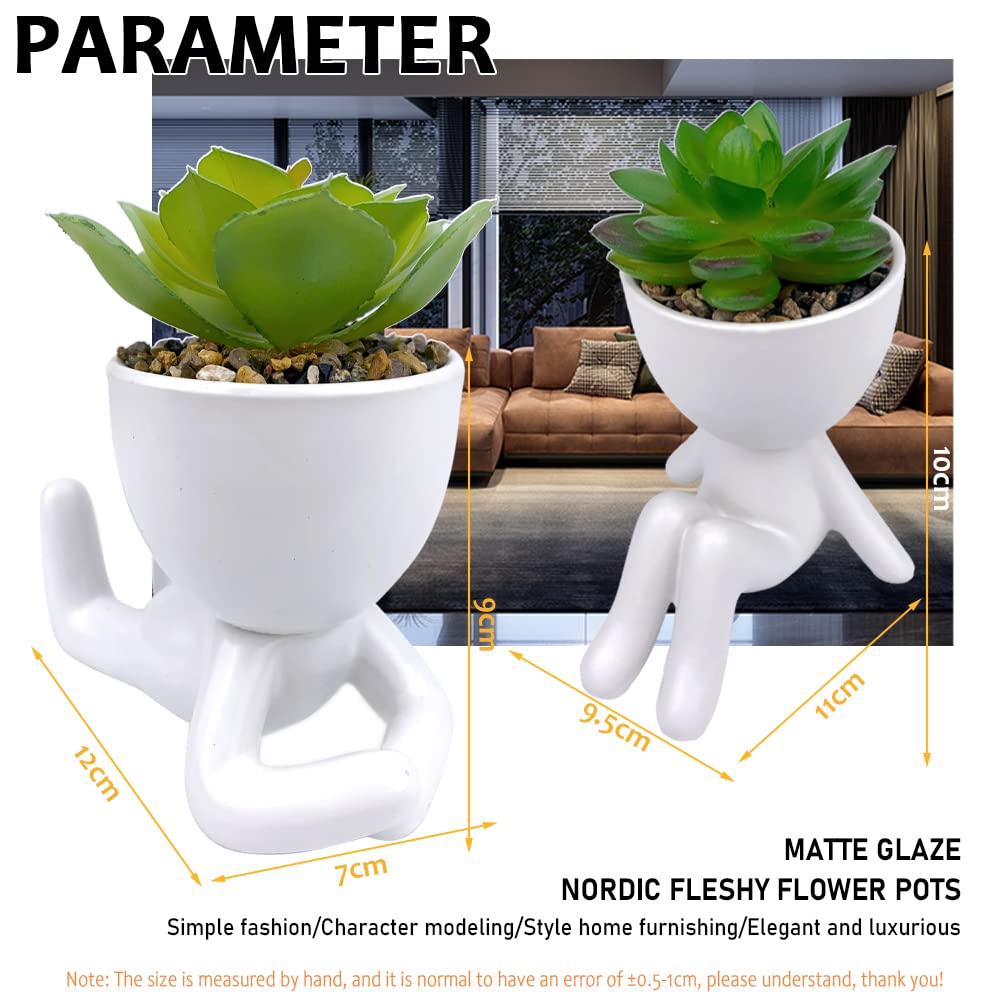 PARAMETER
10cm
9cm
9.5cm
11cm
12cm
7cm
MATTE GLAZE
NORDIC FLESHY FLOWER POTS
Simple fashion/Character modeling/Style home furnishing/Elegant and luxurious
Note: The size is measured by hand, and it is normal to have an error of ±0.5-1cm, please understand, thank you!